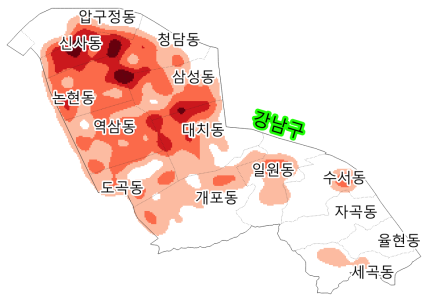 압구정동
신사동
청담동
삼성동
논현동
강남구
역삼동
대치동
일원동
수서동
도곡동
개포동
자곡동
율현동
세곡동